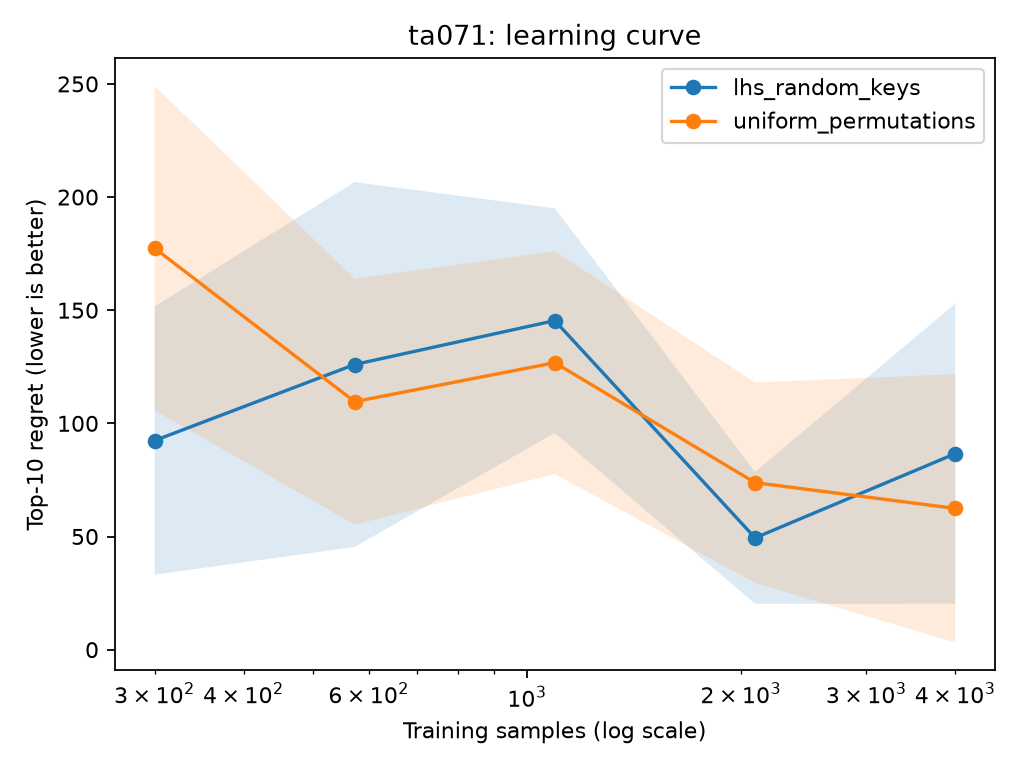 ta071: learning curve
lhs_random_keys
uniform_permutations
Top-10 regret (lower is better)
250
200
150
100
50
0
3 × 10² 4 × 10² 6 × 10² 10³ 2 × 10³ 3 × 10³ 4 × 10³
Training samples (log scale)